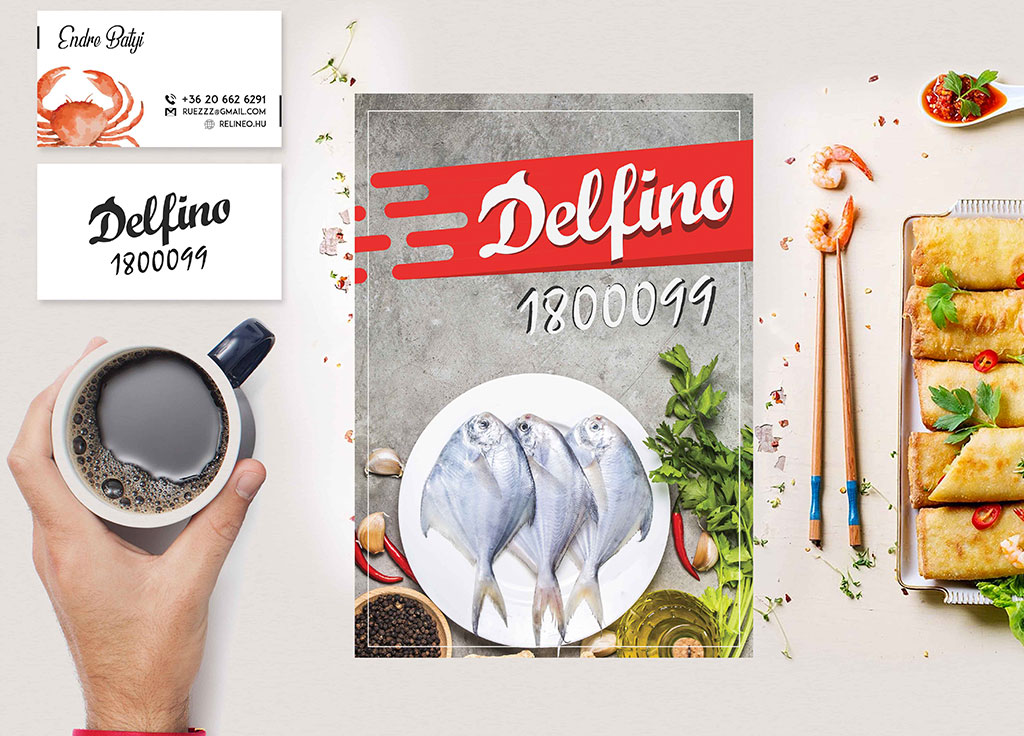 Endre Batyi
+36 20 662 6291
RUEZZZ@GMAIL.COM
RELINEO.HU
Delfino
1800099
Delfino
1800099